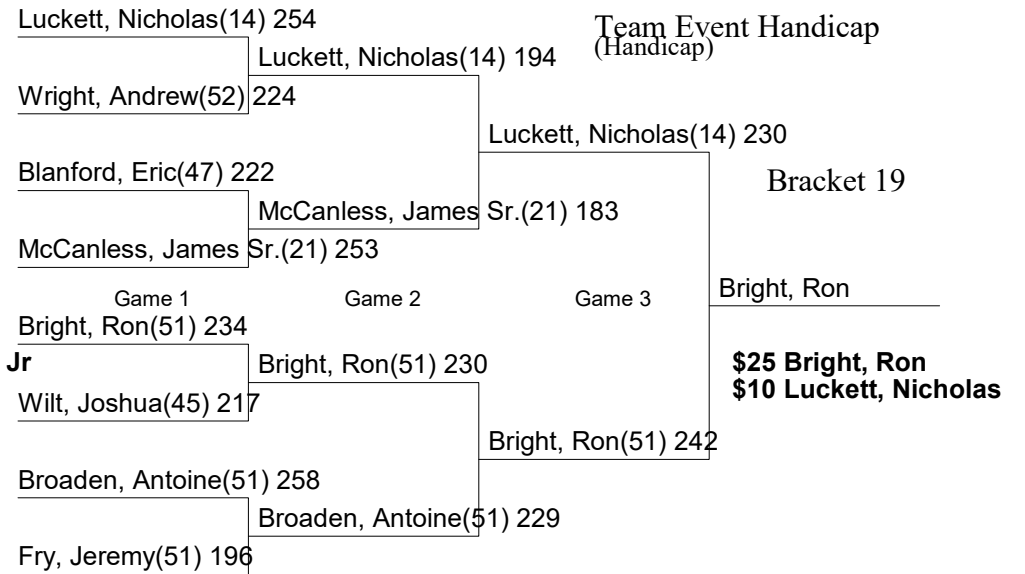 Luckett, Nicholas(14) 254
Team Event Handicap
(Handicap)
Luckett, Nicholas(14) 194
Wright, Andrew(52) 224
Luckett, Nicholas(14) 230
Blanford, Eric(47) 222
Bracket 19
McCanless, James Sr.(21) 183
McCanless, James Sr.(21) 253
Game 1
Game 2
Game 3
Bright, Ron
Bright, Ron(51) 234
Jr
Bright, Ron(51) 230
$25 Bright, Ron
$10 Luckett, Nicholas
Wilt, Joshua(45) 217
Bright, Ron(51) 242
Broaden, Antoine(51) 258
Broaden, Antoine(51) 229
Fry, Jeremy(51) 196